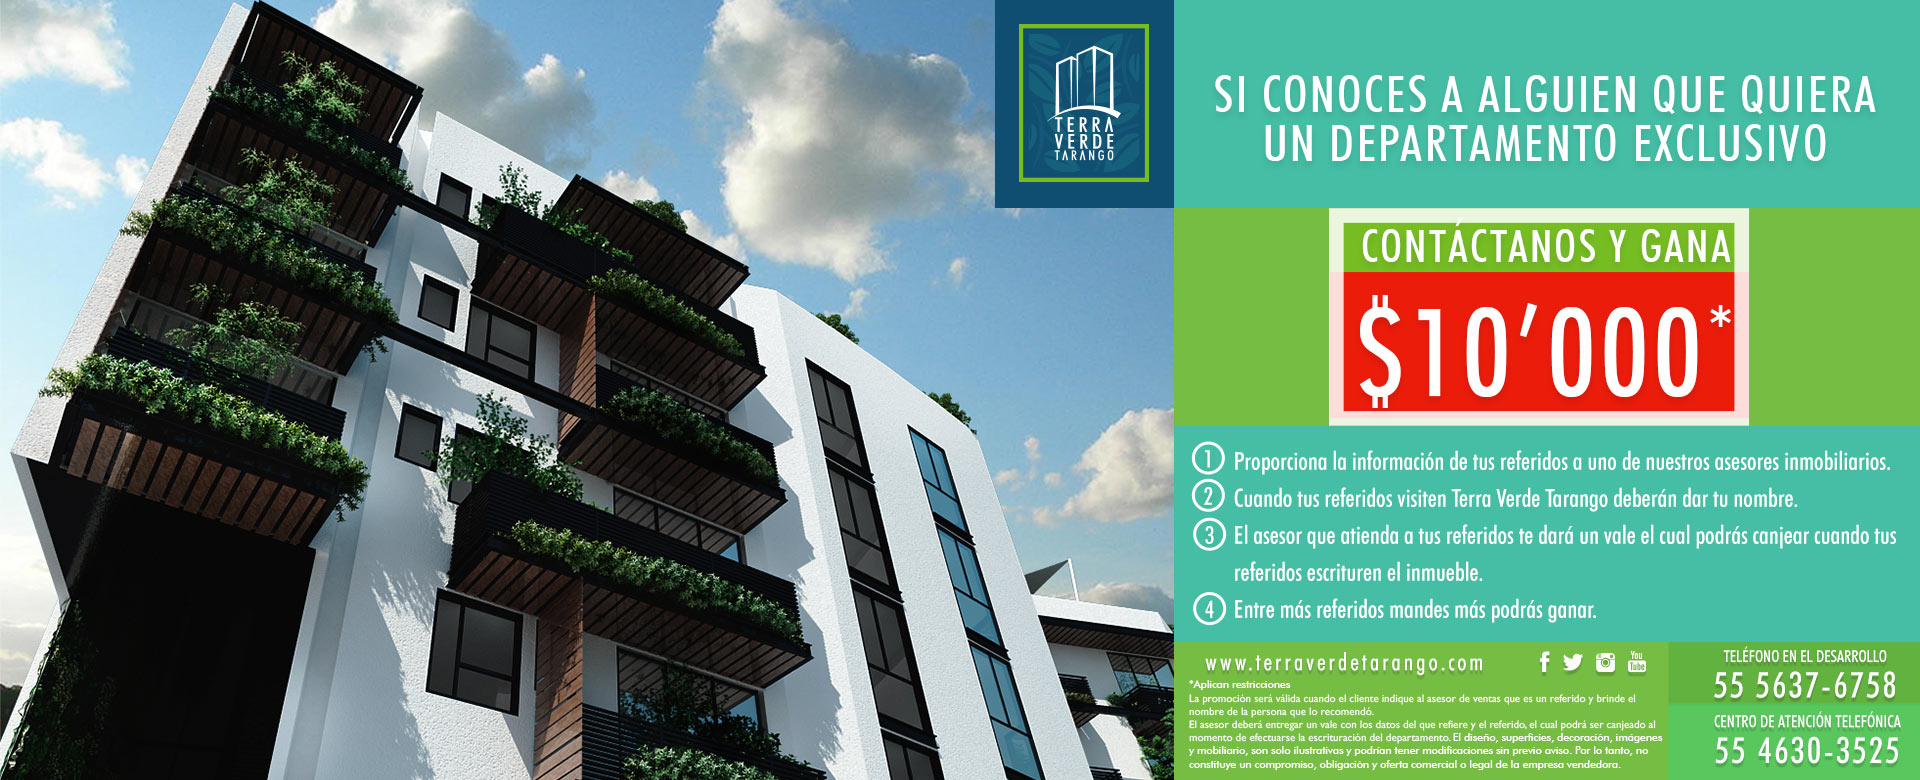 TERRA
VERDE
TARANGO
SI CONOCES A ALGUIEN QUE QUIERA
UN DEPARTAMENTO EXCLUSIVO
CONTÁCTANOS Y GANA
$10’000*
1 Proporciona la información de tus referidos a uno de nuestros asesores inmobiliarios.
2 Cuando tus referidos visiten Terra Verde Tarango deberán dar tu nombre.
3 El asesor que atienda a tus referidos te dará un vale el cual podrás canjear cuando tus
referidos escrituren el inmueble.
4 Entre más referidos mandes más podrás ganar.
www.terraverdetarango.com
You
Tube
*Aplican restricciones
La promoción será válida cuando el cliente indique al asesor de ventas que es un referido y brinde el
nombre de la persona que lo recomendó.
El asesor deberá entregar un vale con los datos del que refiere y el referido, el cual podrá ser canjeado al
momento de efectuarse la escrituración del departamento. El diseño, superficies, decoración, imágenes
y mobiliario, son solo ilustrativas y podrían tener modificaciones sin previo aviso. Por lo tanto, no
constituye un compromiso, obligación y oferta comercial o legal de la empresa vendedora.
TELÉFONO EN EL DESARROLLO
55 5637-6758
CENTRO DE ATENCIÓN TELEFÓNICA
55 4630-3525